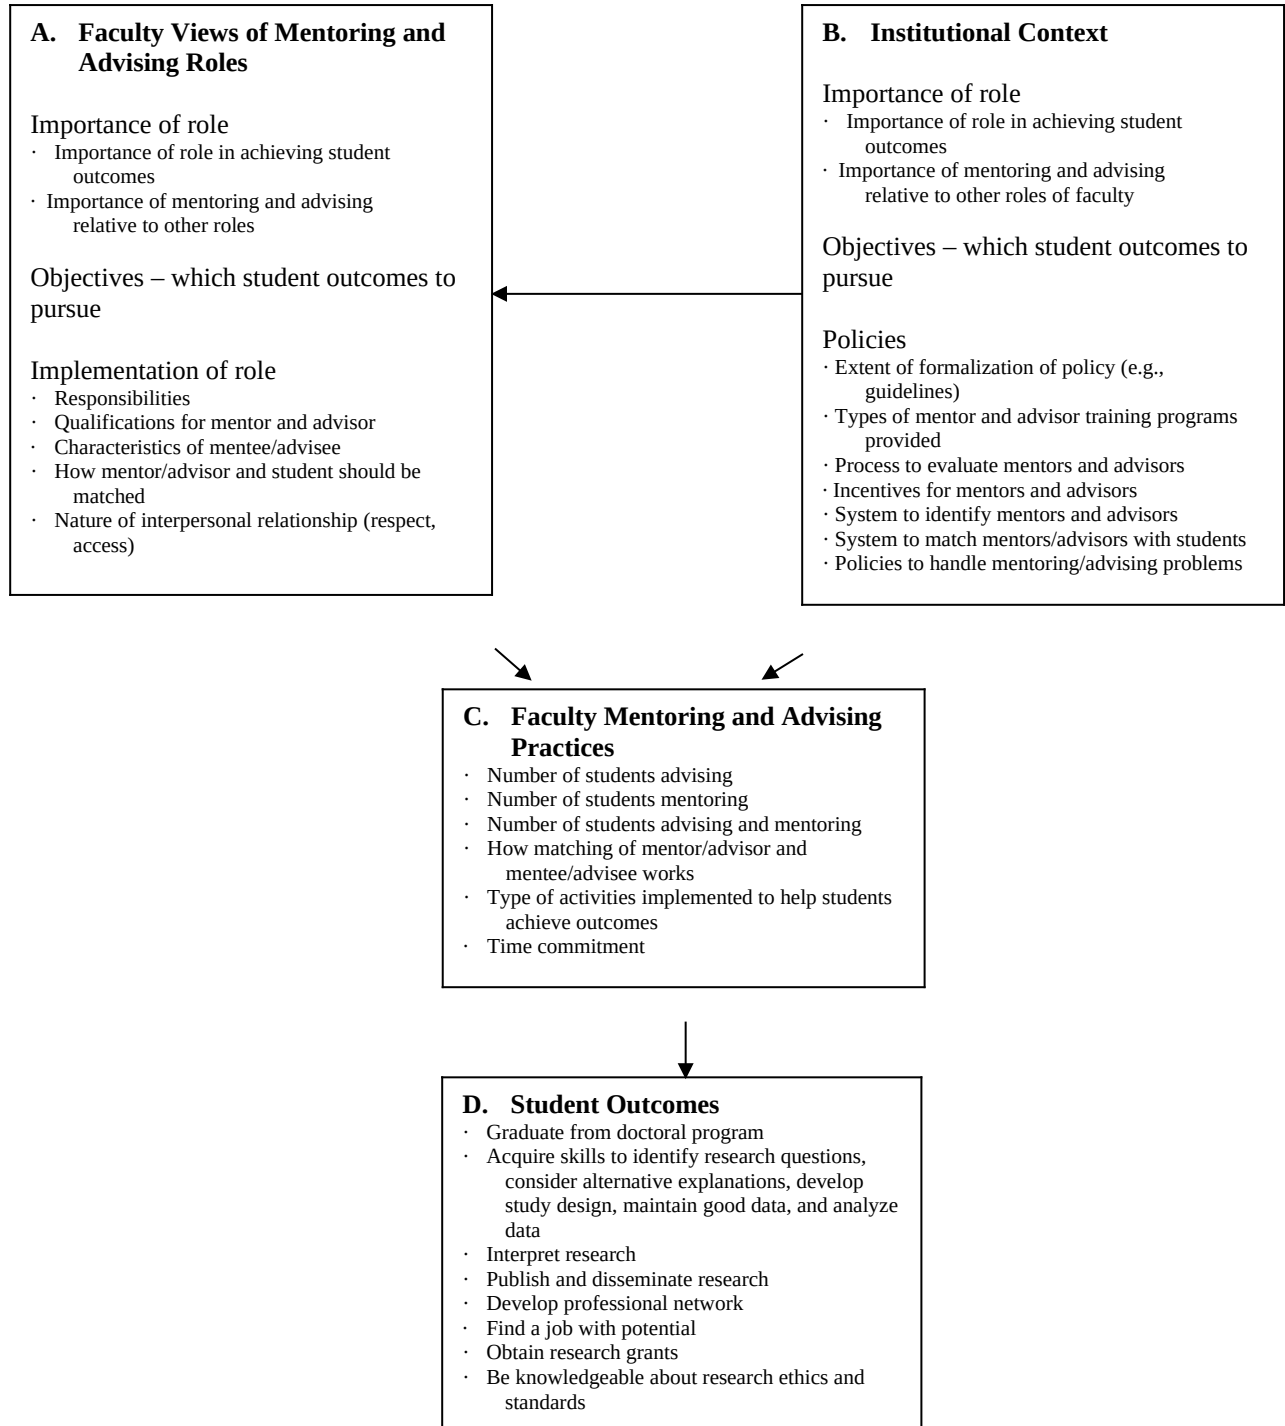 A. Faculty Views of Mentoring and
Advising Roles
Importance of role
· Importance of role in achieving student
outcomes
· Importance of mentoring and advising
relative to other roles
Objectives – which student outcomes to
pursue
Implementation of role
· Responsibilities
· Qualifications for mentor and advisor
· Characteristics of mentee/advisee
· How mentor/advisor and student should be
matched
· Nature of interpersonal relationship (respect,
access)
B. Institutional Context
Importance of role
· Importance of role in achieving student
outcomes
· Importance of mentoring and advising
relative to other roles of faculty
Objectives – which student outcomes to
pursue
Policies
· Extent of formalization of policy (e.g.,
guidelines)
· Types of mentor and advisor training programs
provided
· Process to evaluate mentors and advisors
· Incentives for mentors and advisors
· System to identify mentors and advisors
· System to match mentors/advisors with students
· Policies to handle mentoring/advising problems
C. Faculty Mentoring and Advising
Practices
· Number of students advising
· Number of students mentoring
· Number of students advising and mentoring
· How matching of mentor/advisor and
mentee/advisee works
· Type of activities implemented to help students
achieve outcomes
· Time commitment
D. Student Outcomes
· Graduate from doctoral program
· Acquire skills to identify research questions,
consider alternative explanations, develop
study design, maintain good data, and analyze
data
· Interpret research
· Publish and disseminate research
· Develop professional network
· Find a job with potential
· Obtain research grants
· Be knowledgeable about research ethics and
standards